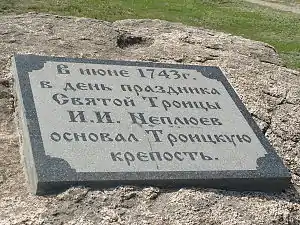 В июне 1743г.
в день праздника
Святой Троицы
И.И. Неплюев
основал Троицкую
крепость.